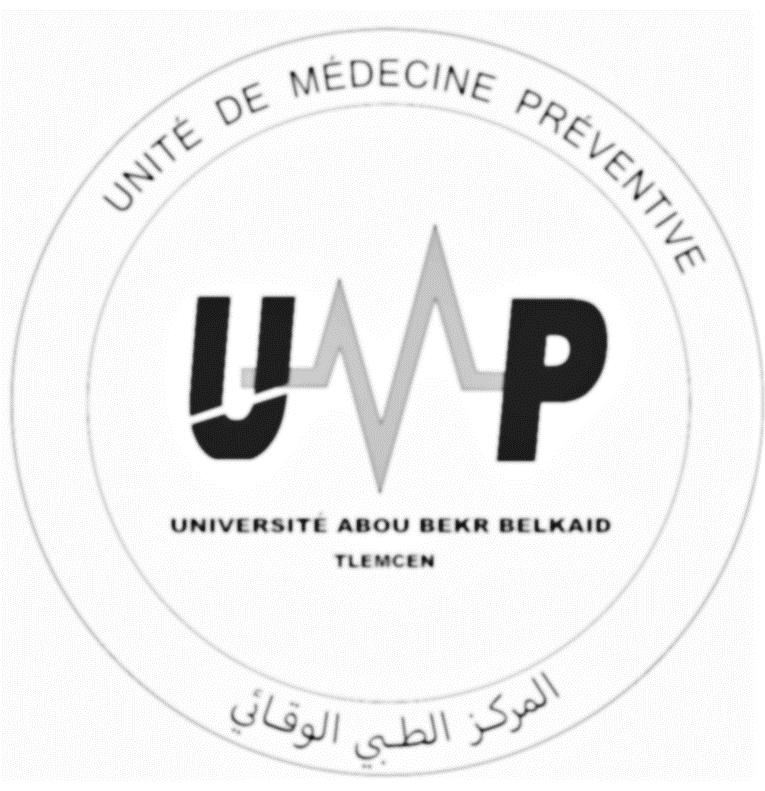 UNITÉ DE MÉDECINE PRÉVENTIVE
UMP
UNIVERSITÉ ABOU BEKR BELKAID
TLEMCEN
المركز الطبي الوقائي